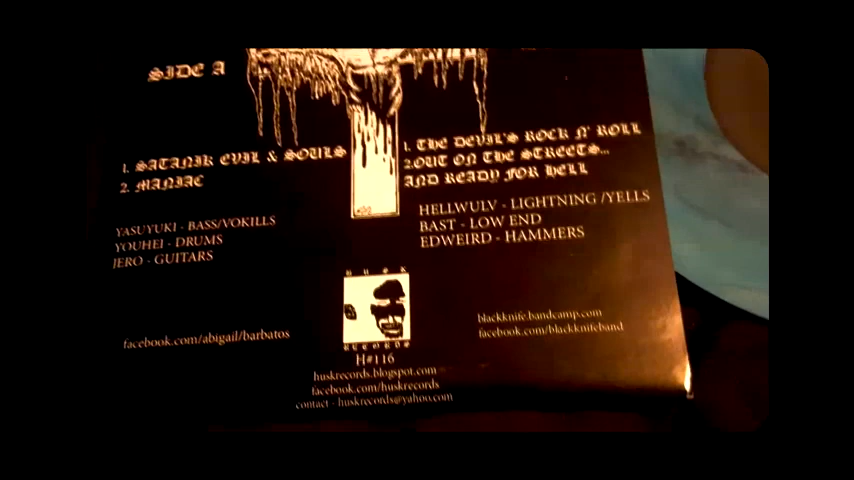 SIDE A
1. SATANIK EVIL & SOULS
2. MANIAC
YASUYUKI - BASS/VOKILLS
YOUHEI - DRUMS
JERO - GUITARS
facebook.com/abigail/barbatos
1. THE DEVIL'S ROCK N' ROLL
2.OUT ON THE STREETS...
AND READY FOR HELL
HELLWULV - LIGHTNING /YELLS
BAST - LOW END
EDWEIRD - HAMMERS
blackknife.bandcamp.com
facebook.com/blackknifeband
HUSK
RECORDS
H#116
huskrecords.blogspot.com
facebook.com/huskrecords
contact - huskrecords@yahoo.com